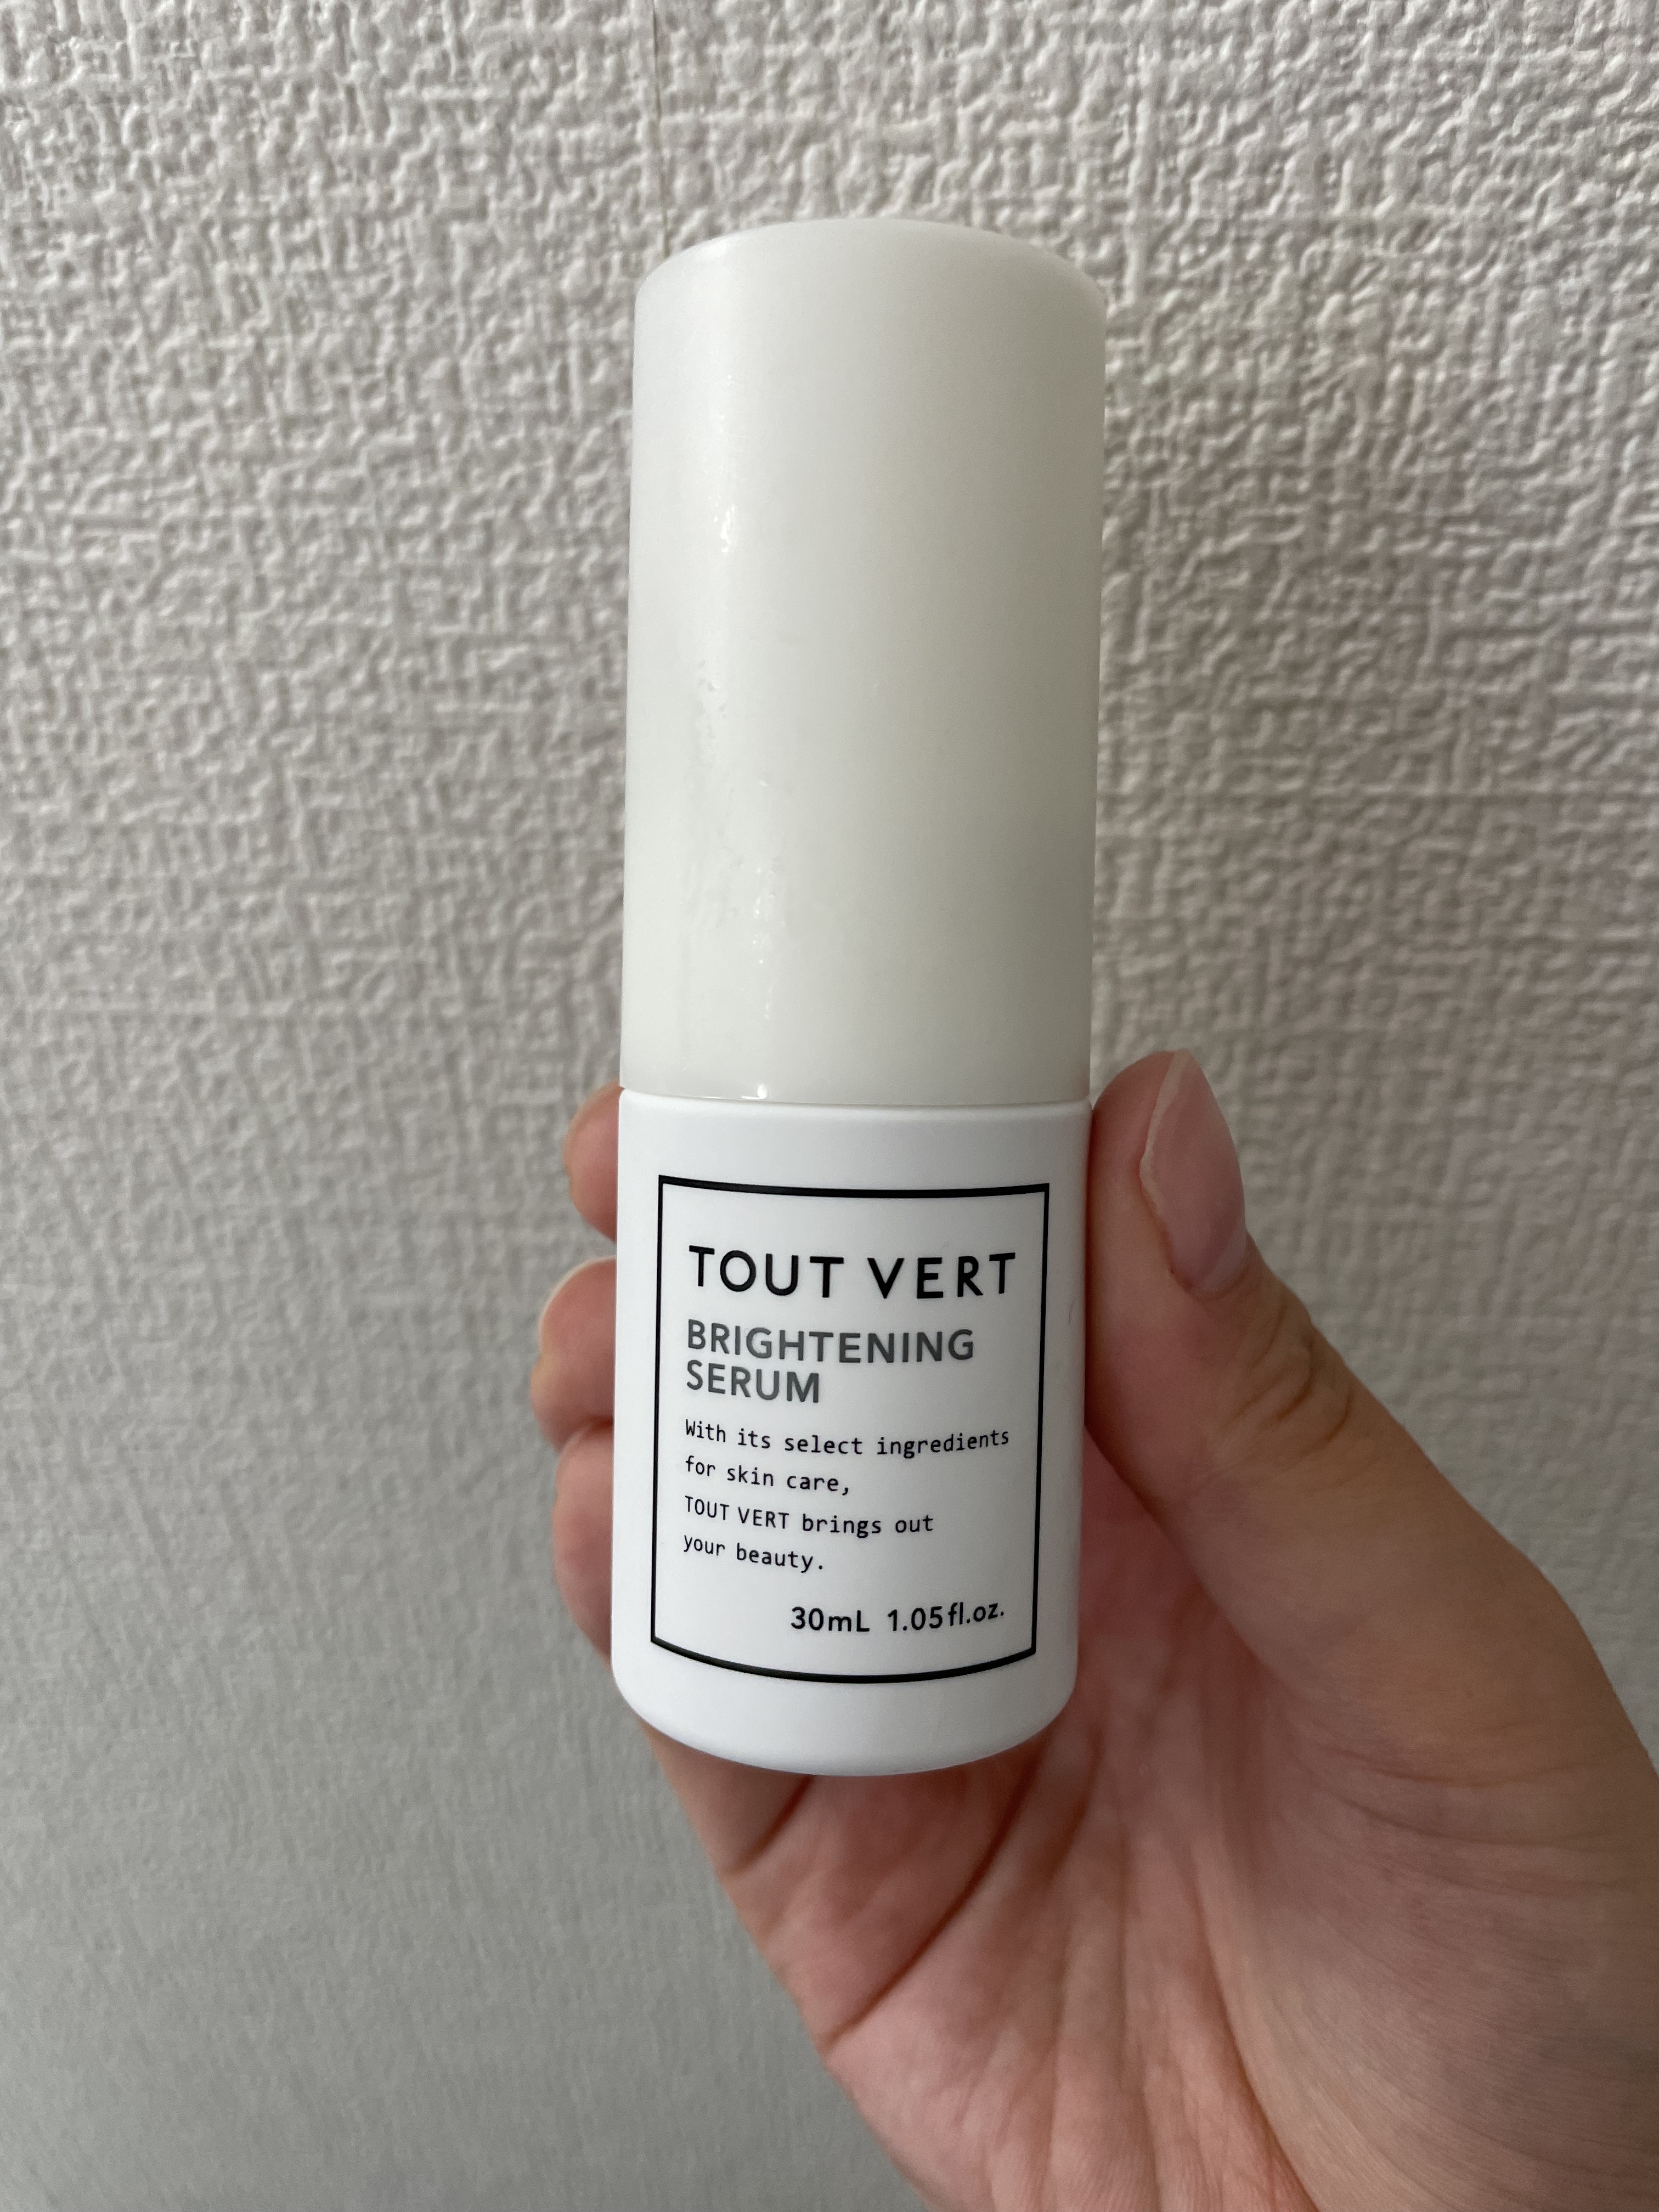 TOUT VERT
BRIGHTENING
SERUM
With its select ingredients
for skin care,
TOUT VERT brings out
your beauty.
30mL 1.05fl.oz.